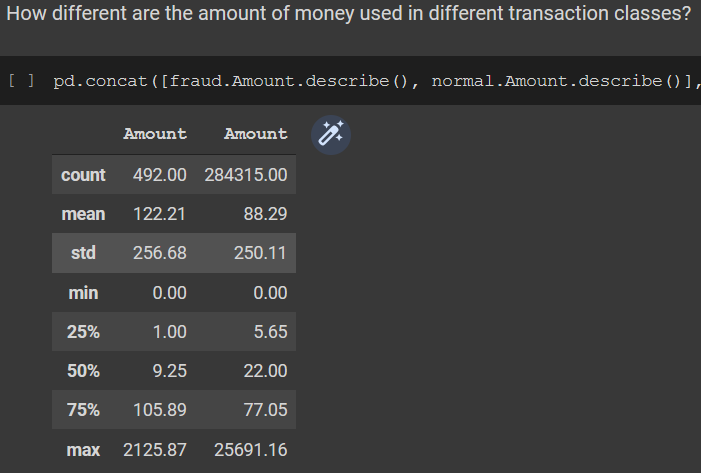 How different are the amount of money used in different transaction classes?
[ ] pd.concat([fraud.Amount.describe(), normal.Amount.describe()],
Amount Amount
count 492.00 284315.00
mean 122.21 88.29
std 256.68 250.11
min 0.00 0.00
25% 1.00 5.65
50% 9.25 22.00
75% 105.89 77.05
max 2125.87 25691.16